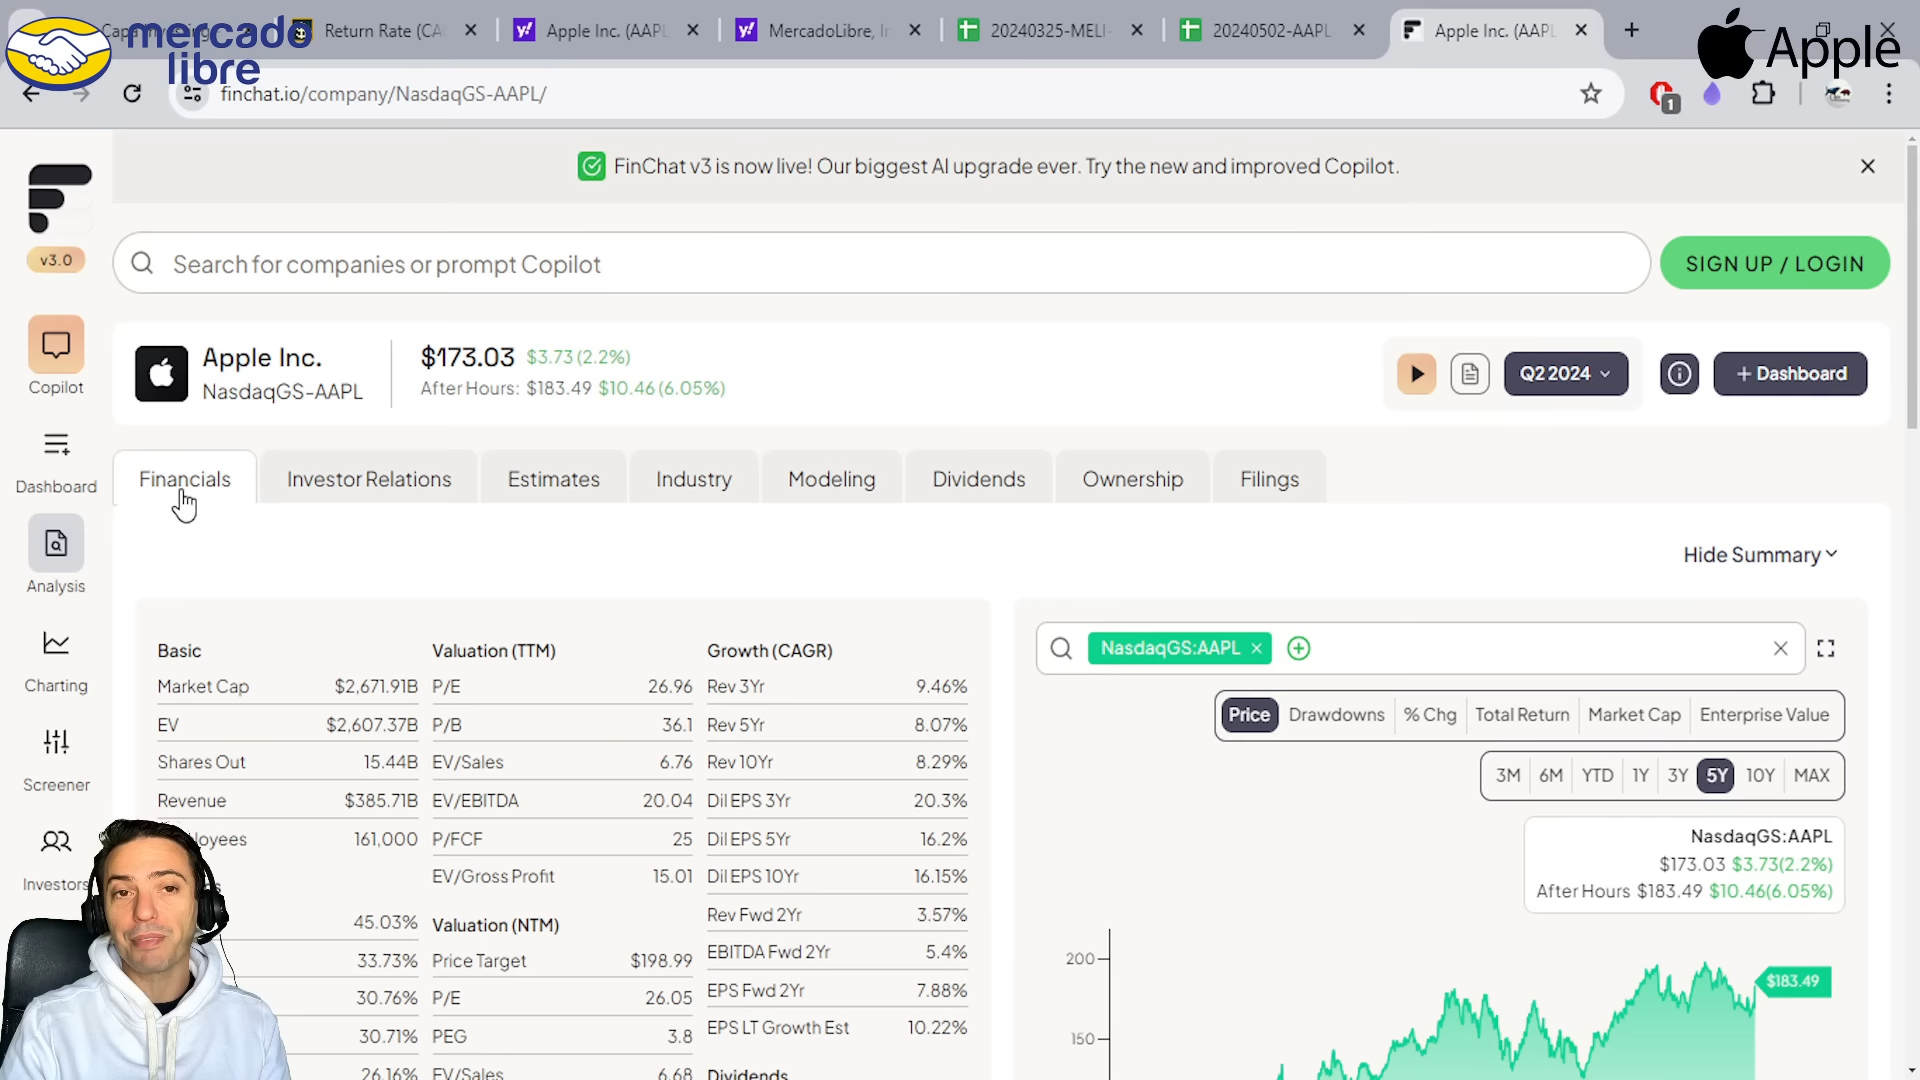 Return Rate (CA
Apple Inc. (AAPL
MercadoLibre, I
20240325-MELI-
20240502-AAPL
Apple Inc. (AAPL
mercado
libre
Apple
finchat.io/company/NasdaqGS-AAPL/
1
FinChat v3 is now live! Our biggest AI upgrade ever. Try the new and improved Copilot.
v3.0
Search for companies or prompt Copilot
SIGN UP / LOGIN
Copilot
Dashboard
Analysis
Charting
Screener
Investors
Apple Inc.
NasdaqGS-AAPL
$173.03 $3.73 (2.2%)
After Hours: $183.49 $10.46 (6.05%)
Q2 2024
+ Dashboard
Financials
Investor Relations
Estimates
Industry
Modeling
Dividends
Ownership
Filings
Hide Summary
Basic
Market Cap $2,671.91B
EV $2,607.37B
Shares Out 15.44B
Revenue $385.71B
loyees 161,000
45.03%
33.73%
30.76%
30.71%
26.16%
Valuation (TTM)
P/E 26.96
P/B 36.1
EV/Sales 6.76
EV/EBITDA 20.04
P/FCF 25
EV/Gross Profit 15.01
Valuation (NTM)
Price Target $198.99
P/E 26.05
PEG 3.8
EV/Sales 6.68
Growth (CAGR)
Rev 3Yr 9.46%
Rev 5Yr 8.07%
Rev 10Yr 8.29%
Dil EPS 3Yr 20.3%
Dil EPS 5Yr 16.2%
Dil EPS 10Yr 16.15%
Rev Fwd 2Yr 3.57%
EBITDA Fwd 2Yr 5.4%
EPS Fwd 2Yr 7.88%
EPS LT Growth Est 10.22%
Dividends
NasdaqGS:AAPL
Price Drawdowns % Chg Total Return Market Cap Enterprise Value
3M 6M YTD 1Y 3Y 5Y 10Y MAX
NasdaqGS:AAPL
$173.03 $3.73(2.2%)
After Hours $183.49 $10.46(6.05%)
200
$183.49
150